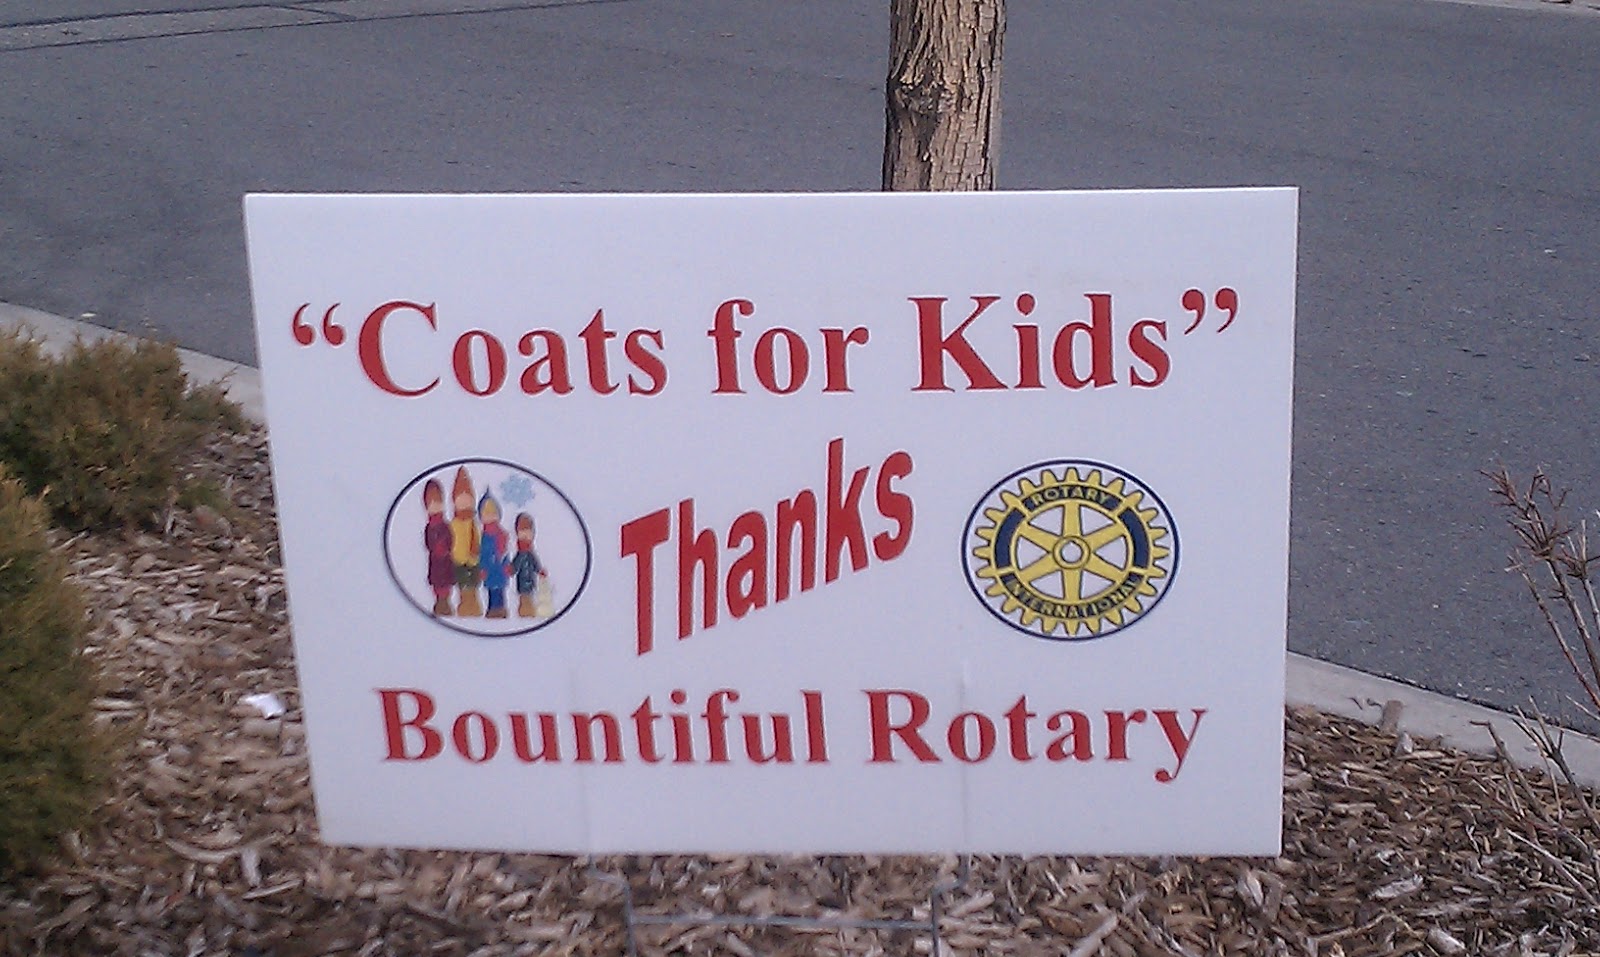 “Coats for Kids”
Thanks
ROTARY
INTERNATIONAL
Bountiful Rotary